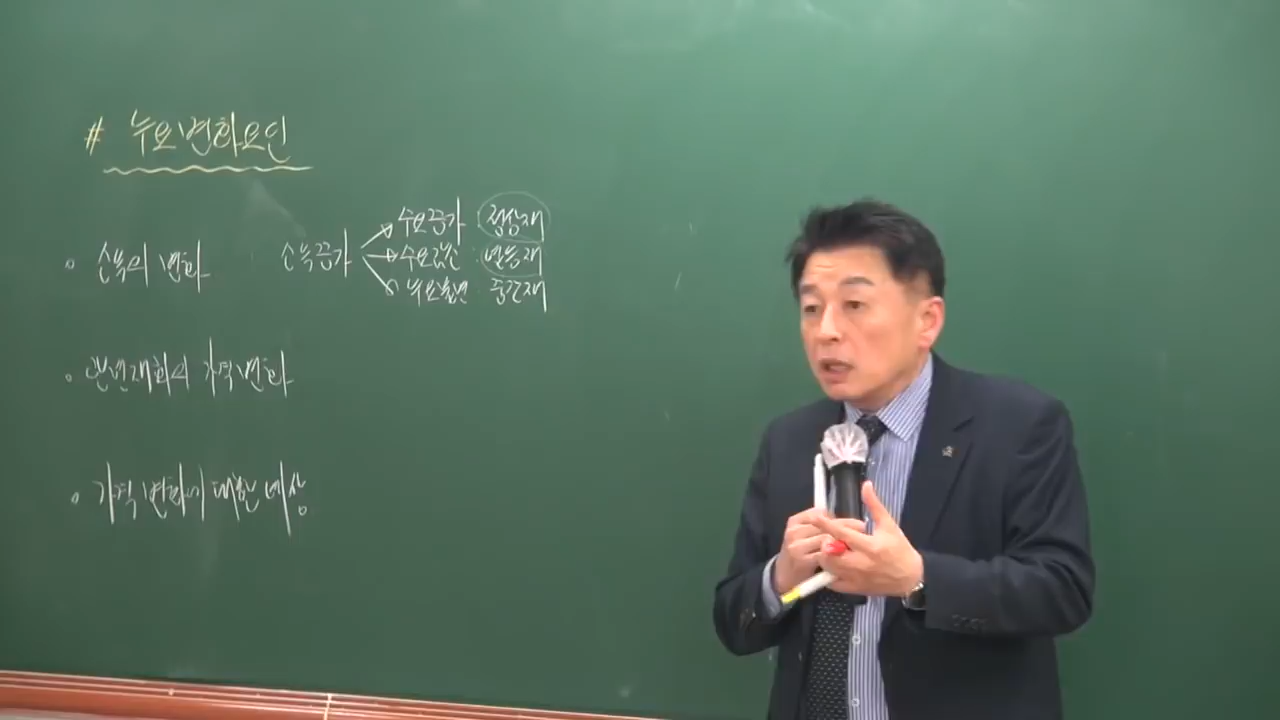 # 수요변화요인
◦ 소득의 변화 소득증가 → 수요증가 정상재
→ 수요감소 열등재
→ 수요불변 중간재
◦ 관련재화의 가격변화
◦ 가격변화에 대한 예상